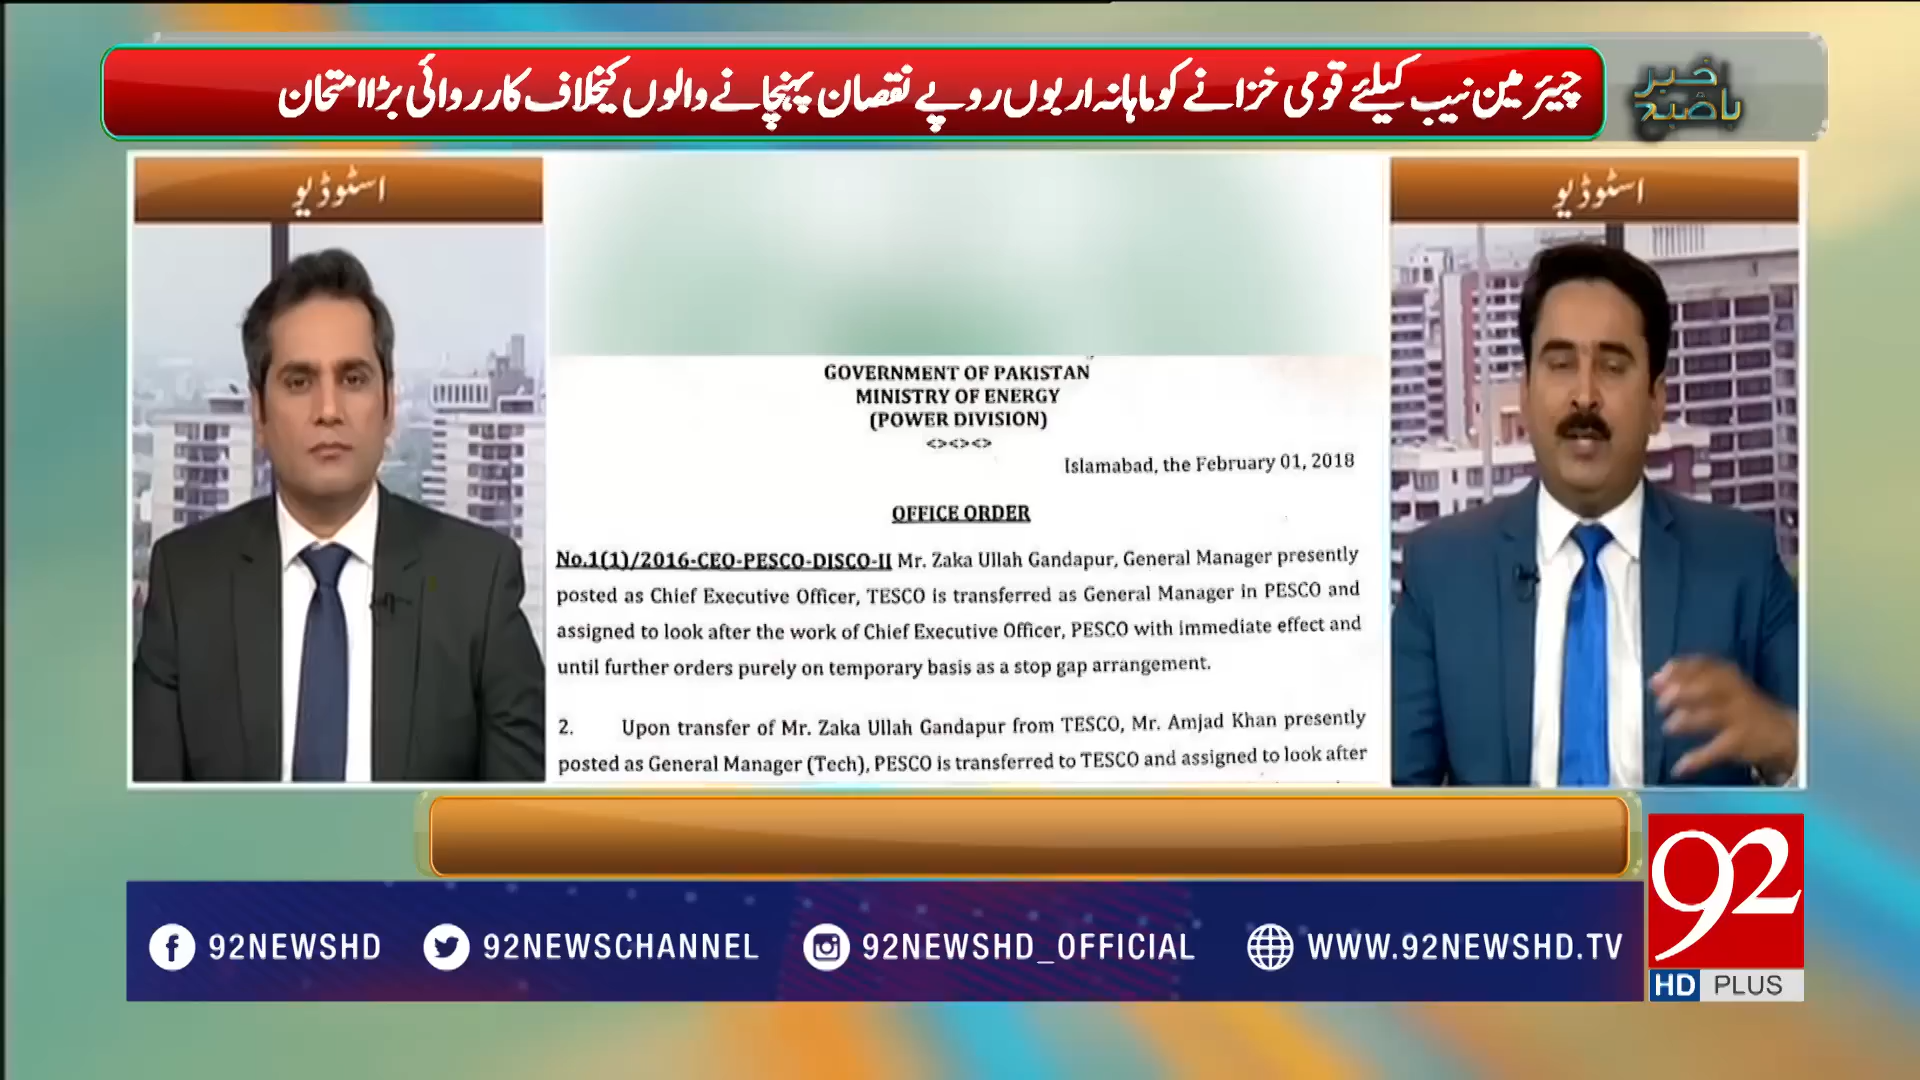 چیئرمین نیب کیلئے قومی خزانے کو ماہانہ اربوں روپے نقصان پہنچانے والوں کیخلاف کارروائی بڑا امتحان
خبر
باضبط
اسٹوڈیو
اسٹوڈیو
GOVERNMENT OF PAKISTAN
MINISTRY OF ENERGY
(POWER DIVISION)
<><><>
Islamabad, the February 01, 2018
OFFICE ORDER
No.1(1)/2016-CEO-PESCO-DISCO-II Mr. Zaka Ullah Gandapur, General Manager presently
posted as Chief Executive Officer, TESCO is transferred as General Manager in PESCO and
assigned to look after the work of Chief Executive Officer, PESCO with immediate effect and
until further orders purely on temporary basis as a stop gap arrangement.
2. Upon transfer of Mr. Zaka Ullah Gandapur from TESCO, Mr. Amjad Khan presently
posted as General Manager (Tech), PESCO is transferred to TESCO and assigned to look after
92NEWSHD 92NEWSCHANNEL 92NEWSHD_OFFICIAL WWW.92NEWSHD.TV
92
HD PLUS